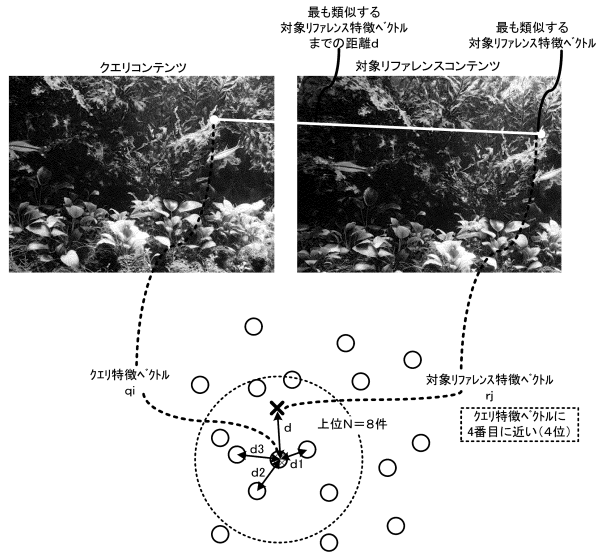 最も類似する
対象ﾘﾌｧﾚﾝｽ特徴ﾍﾞｸﾄﾙ
までの距離d
最も類似する
対象ﾘﾌｧﾚﾝｽ特徴ﾍﾞｸﾄﾙ
クエリコンテンツ
対象リファレンスコンテンツ
ｸｴﾘ特徴ﾍﾞｸﾄﾙ
qi
対象ﾘﾌｧﾚﾝｽ特徴ﾍﾞｸﾄﾙ
rj
ｸｴﾘ特徴ﾍﾞｸﾄﾙに
4番目に近い(4位)
上位N=8件
d
d3
d1
d2